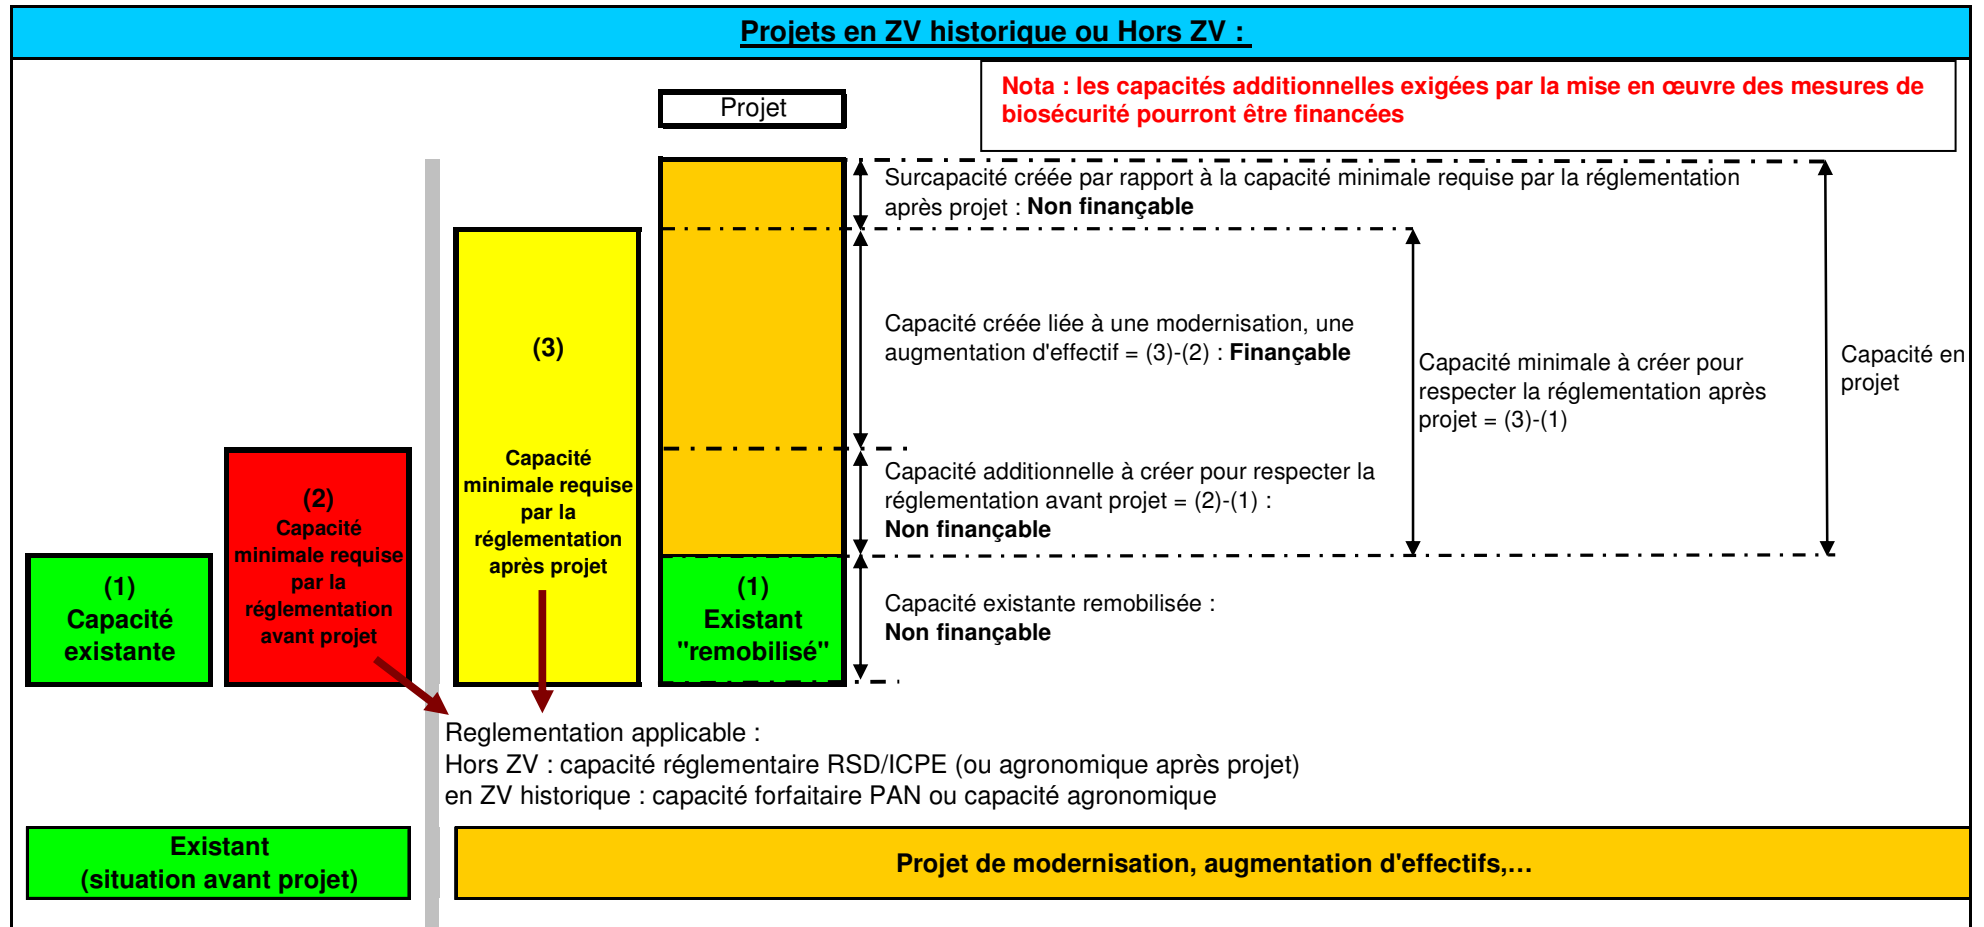 Projets en ZV historique ou Hors ZV :
Nota : les capacités additionnelles exigées par la mise en œuvre des mesures de
biosécurité pourront être financées
Projet
Surcapacité créée par rapport à la capacité minimale requise par la réglementation
après projet : Non finançable
(3)
Capacité
minimale requise
par la
réglementation
après projet
Capacité créée liée à une modernisation, une
augmentation d'effectif = (3)-(2) : Finançable
Capacité minimale à créer pour
respecter la réglementation après
projet = (3)-(1)
Capacité en
projet
(2)
Capacité
minimale requise
par la
réglementation
avant projet
Capacité additionnelle à créer pour respecter la
réglementation avant projet = (2)-(1) :
Non finançable
(1)
Capacité
existante
(1)
Existant
"remobilisé"
Capacité existante remobilisée :
Non finançable
Reglementation applicable :
Hors ZV : capacité réglementaire RSD/ICPE (ou agronomique après projet)
en ZV historique : capacité forfaitaire PAN ou capacité agronomique
Existant
(situation avant projet)
Projet de modernisation, augmentation d'effectifs,…